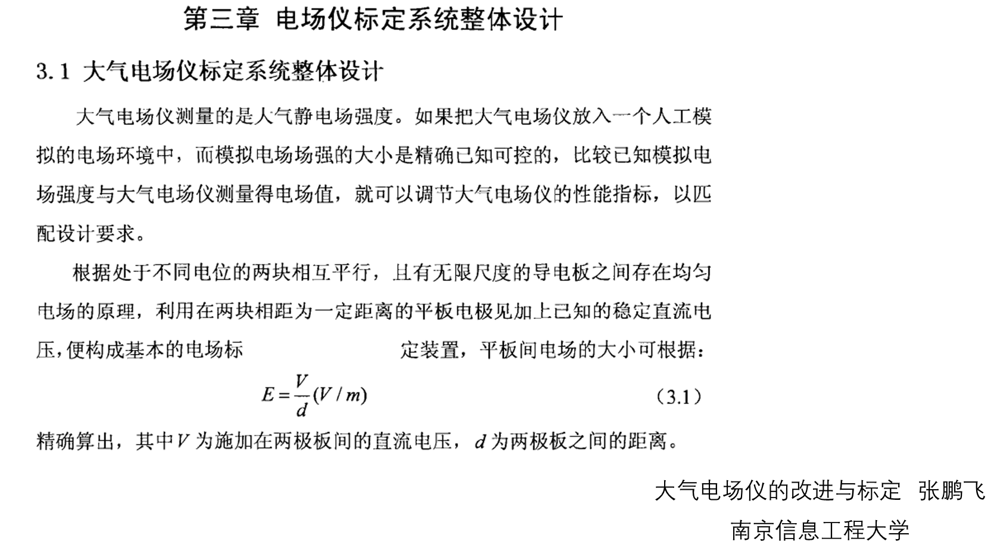 第三章 电场仪标定系统整体设计
3.1 大气电场仪标定系统整体设计
大气电场仪测量的是大气静电场强度。如果把大气电场仪放入一个人工模
拟的电场环境中，而模拟电场场强的大小是精确已知可控的，比较已知模拟电
场强度与大气电场仪测量得电场值，就可以调节大气电场仪的性能指标，以匹
配设计要求。
根据处于不同电位的两块相互平行，且有无限尺度的导电板之间存在均匀
电场的原理，利用在两块相距为一定距离的平板电极见加上已知的稳定直流电
压，便构成基本的电场标 定装置，平板间电场的大小可根据：
E = V/d (V/m) （3.1）
精确算出，其中V 为施加在两极板间的直流电压，d 为两极板之间的距离。
大气电场仪的改进与标定 张鹏飞
南京信息工程大学